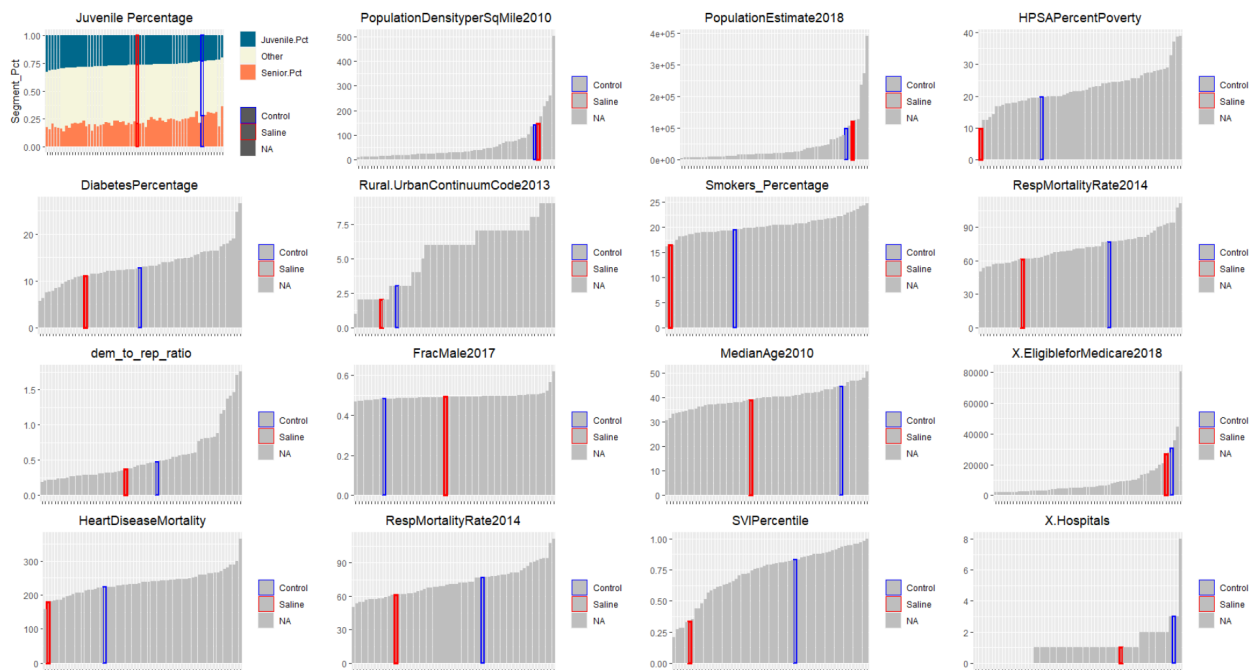 Juvenile Percentage
Segment_Pct
1.00
0.75
0.50
0.25
0.00
Juvenile.Pct
Other
Senior.Pct
Control
Saline
NA
PopulationDensityperSqMile2010
500
400
300
200
100
0
Control
Saline
NA
PopulationEstimate2018
4e+05
3e+05
2e+05
1e+05
0e+00
Control
Saline
NA
HPSAPercentPoverty
40
30
20
10
0
Control
Saline
NA
DiabetesPercentage
20
10
0
Control
Saline
NA
Rural.UrbanContinuumCode2013
7.5
5.0
2.5
0.0
Control
Saline
NA
Smokers_Percentage
25
20
15
10
5
0
Control
Saline
NA
RespMortalityRate2014
90
60
30
0
Control
Saline
NA
dem_to_rep_ratio
1.5
1.0
0.5
0.0
Control
Saline
NA
FracMale2017
0.6
0.4
0.2
0.0
Control
Saline
NA
MedianAge2010
50
40
30
20
10
0
Control
Saline
NA
X.EligibleforMedicare2018
80000
60000
40000
20000
0
Control
Saline
NA
HeartDiseaseMortality
300
200
100
0
Control
Saline
NA
RespMortalityRate2014
90
60
30
0
Control
Saline
NA
SVIPercentile
1.00
0.75
0.50
0.25
0.00
Control
Saline
NA
X.Hospitals
8
6
4
2
0
Control
Saline
NA